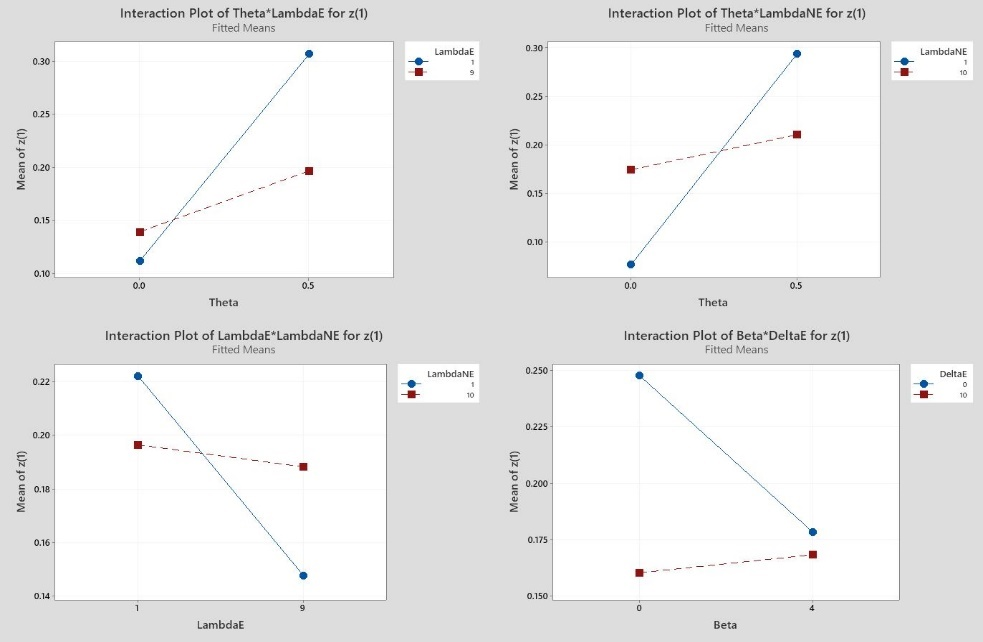 Interaction Plot of Theta*LambdaE for z(1)
Fitted Means
LambdaE
1
9
Mean of z(1)
0.30
0.25
0.20
0.15
0.10
0.0 0.5
Theta
Interaction Plot of Theta*LambdaNE for z(1)
Fitted Means
LambdaNE
1
10
Mean of z(1)
0.30
0.25
0.20
0.15
0.10
0.0 0.5
Theta
Interaction Plot of LambdaE*LambdaNE for z(1)
Fitted Means
LambdaNE
1
10
Mean of z(1)
0.22
0.20
0.18
0.16
0.14
1 9
LambdaE
Interaction Plot of Beta*DeltaE for z(1)
Fitted Means
DeltaE
0
10
Mean of z(1)
0.250
0.225
0.200
0.175
0.150
0 4
Beta